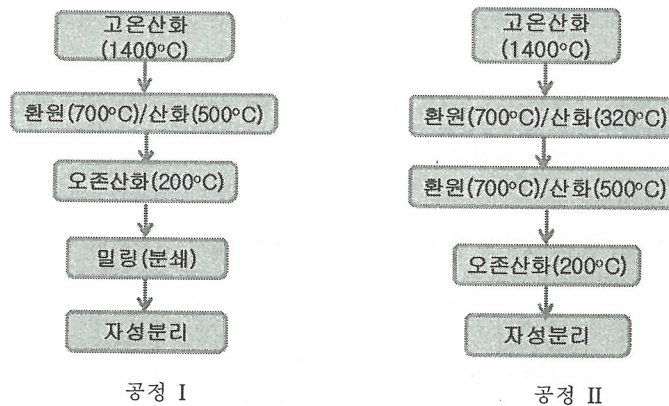 고온산화
(1400°C)
환원(700°C)/산화(500°C)
오존산화(200°C)
밀링(분쇄)
자성분리
공정 Ⅰ
고온산화
(1400°C)
환원(700°C)/산화(320°C)
환원(700°C)/산화(500°C)
오존산화(200°C)
자성분리
공정 Ⅱ